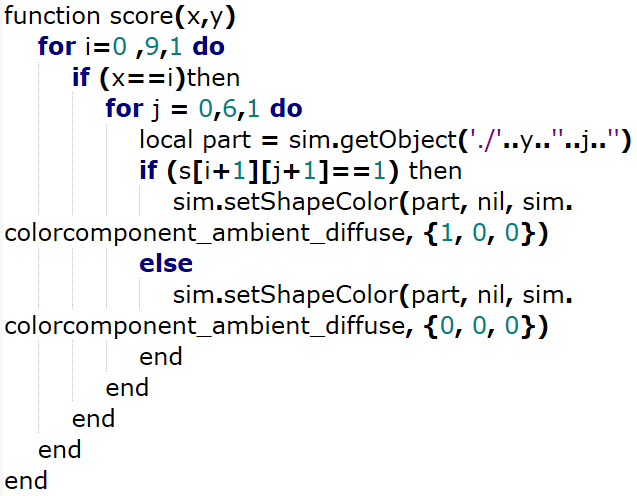 function score(x,y)
for i=0 ,9,1 do
if (x==i)then
for j = 0,6,1 do
local part = sim.getObject('./'..y..''..j..'')
if (s[i+1][j+1]==1) then
sim.setShapeColor(part, nil, sim.
colorcomponent_ambient_diffuse, {1, 0, 0})
else
sim.setShapeColor(part, nil, sim.
colorcomponent_ambient_diffuse, {0, 0, 0})
end
end
end
end
end